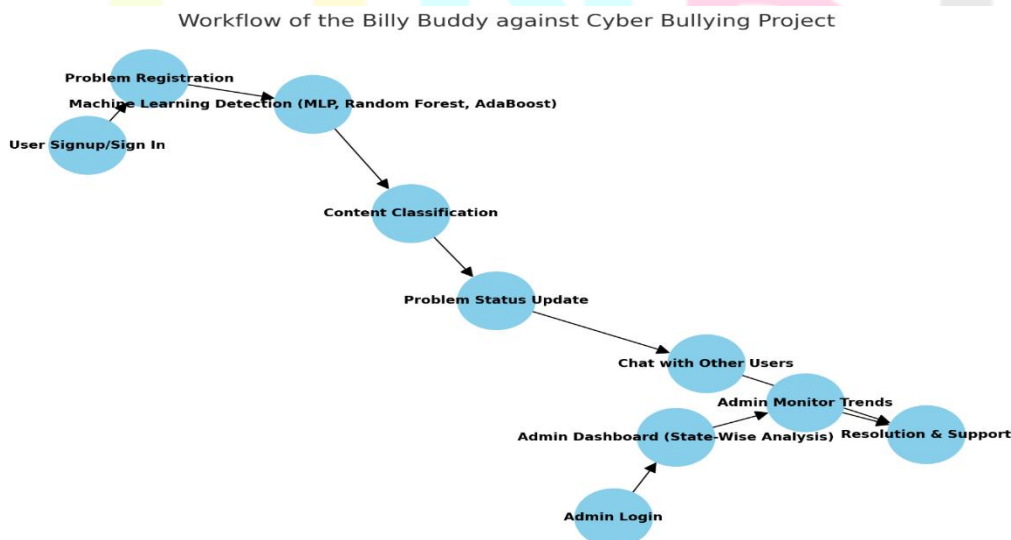 Workflow of the Billy Buddy against Cyber Bullying Project
Problem Registration
Machine Learning Detection (MLP, Random Forest, AdaBoost)
User Signup/Sign In
Content Classification
Problem Status Update
Chat with Other Users
Admin Monitor Trends
Resolution & Support
Admin Dashboard (State-Wise Analysis)
Admin Login